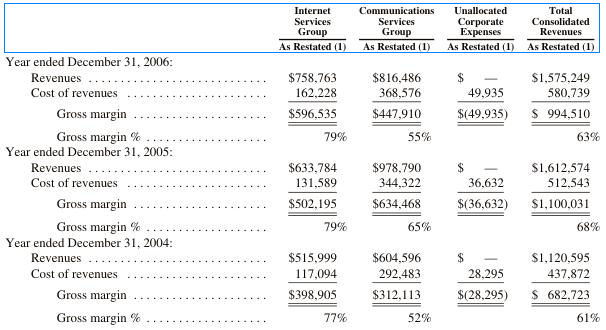 Internet Communications Unallocated Total
Services Services Corporate Consolidated
Group Group Expenses Revenues
As Restated (1) As Restated (1) As Restated (1) As Restated (1)
Year ended December 31, 2006:
Revenues ........................... $758,763 $816,486 $ — $1,575,249
Cost of revenues ...................... 162,228 368,576 49,935 580,739
Gross margin ..................... $596,535 $447,910 $(49,935) $ 994,510
Gross margin % ................... 79% 55% 63%
Year ended December 31, 2005:
Revenues ........................... $633,784 $978,790 $ — $1,612,574
Cost of revenues ...................... 131,589 344,322 36,632 512,543
Gross margin ..................... $502,195 $634,468 $(36,632) $1,100,031
Gross margin % ................... 79% 65% 68%
Year ended December 31, 2004:
Revenues ........................... $515,999 $604,596 $ — $1,120,595
Cost of revenues ...................... 117,094 292,483 28,295 437,872
Gross margin ..................... $398,905 $312,113 $(28,295) $ 682,723
Gross margin % ................... 77% 52% 61%